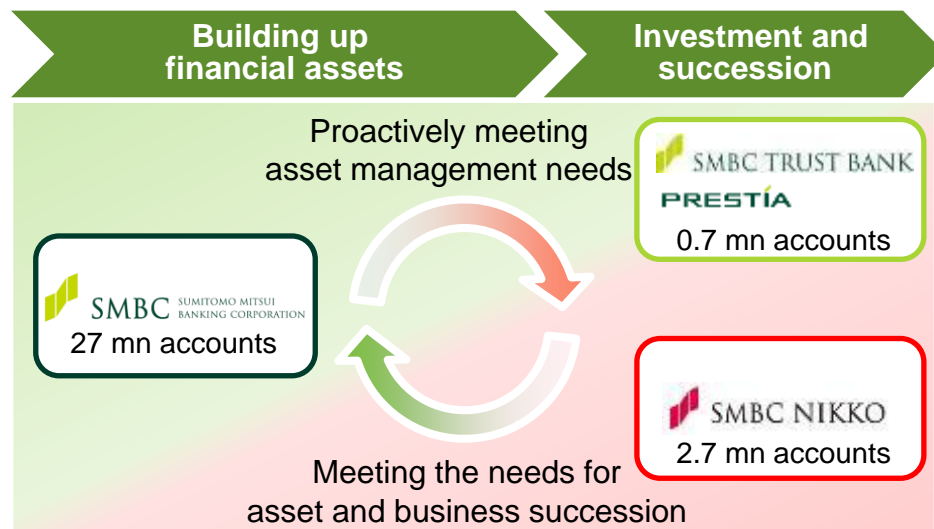 Building up
financial assets
Investment and
succession
Proactively meeting
asset management needs
SMBC TRUST BANK
PRESTÍA
0.7 mn accounts
SMBC SUMITOMO MITSUI
BANKING CORPORATION
27 mn accounts
SMBC NIKKO
2.7 mn accounts
Meeting the needs for
asset and business succession